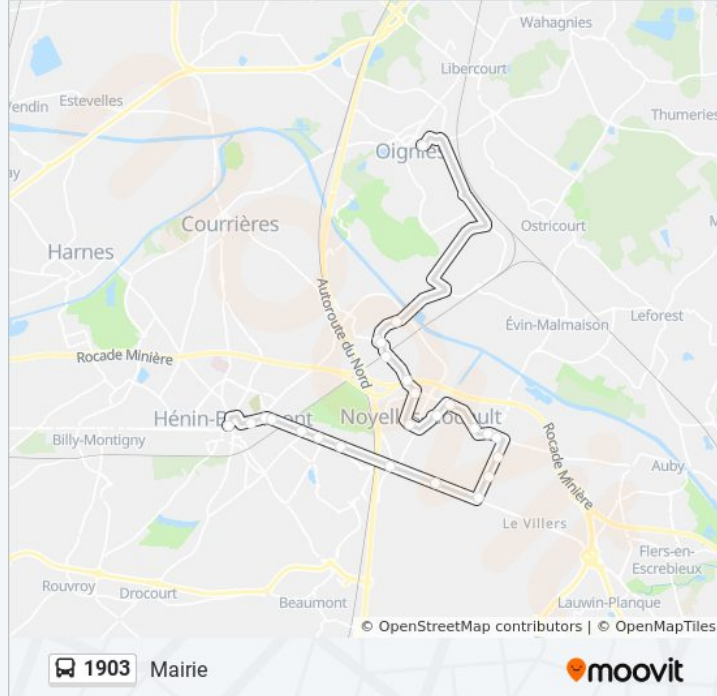 Wahagnies
Libercourt
Estevelles
Thumeries
Oignies
Ostricourt
Courrières
Harnes
Autoroute du Nord
Leforest
Évin-Malmaison
Rocade Minière
Billy-Montigny
Rocade Minière
Auby
Le Villers
Flers-en-
Escrebieux
Rouvroy
Drocourt
Beaumont
Lauwin-Planque
© OpenStreetMap contributors | © OpenMapTiles
1903 Mairie
moovit